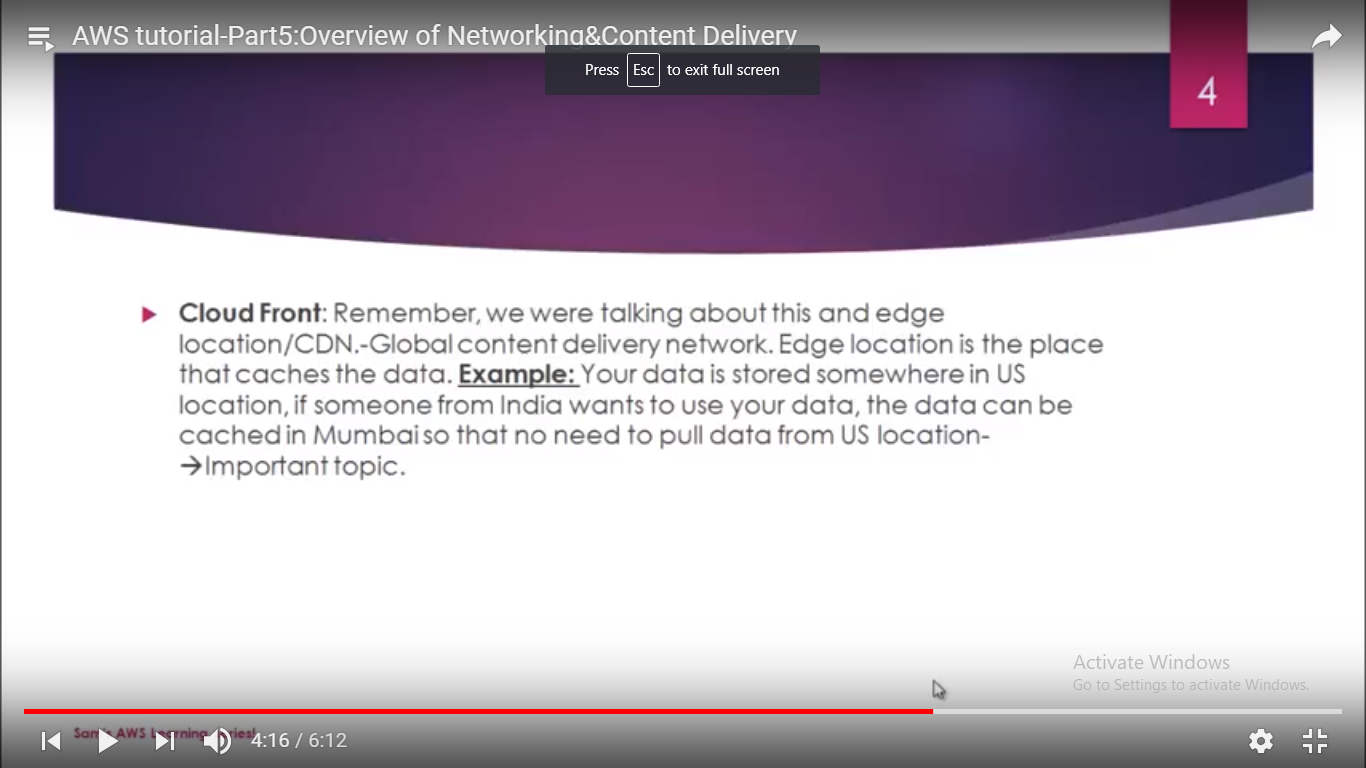 AWS tutorial-Part5:Overview of Networking&Content Delivery
Press Esc to exit full screen
4
Cloud Front: Remember, we were talking about this and edge
location/CDN.-Global content delivery network. Edge location is the place
that caches the data. Example: Your data is stored somewhere in US
location, if someone from India wants to use your data, the data can be
cached in Mumbai so that no need to pull data from US location-
→Important topic.
Activate Windows
Go to Settings to activate Windows.
AWS Learning
4:16 / 6:12